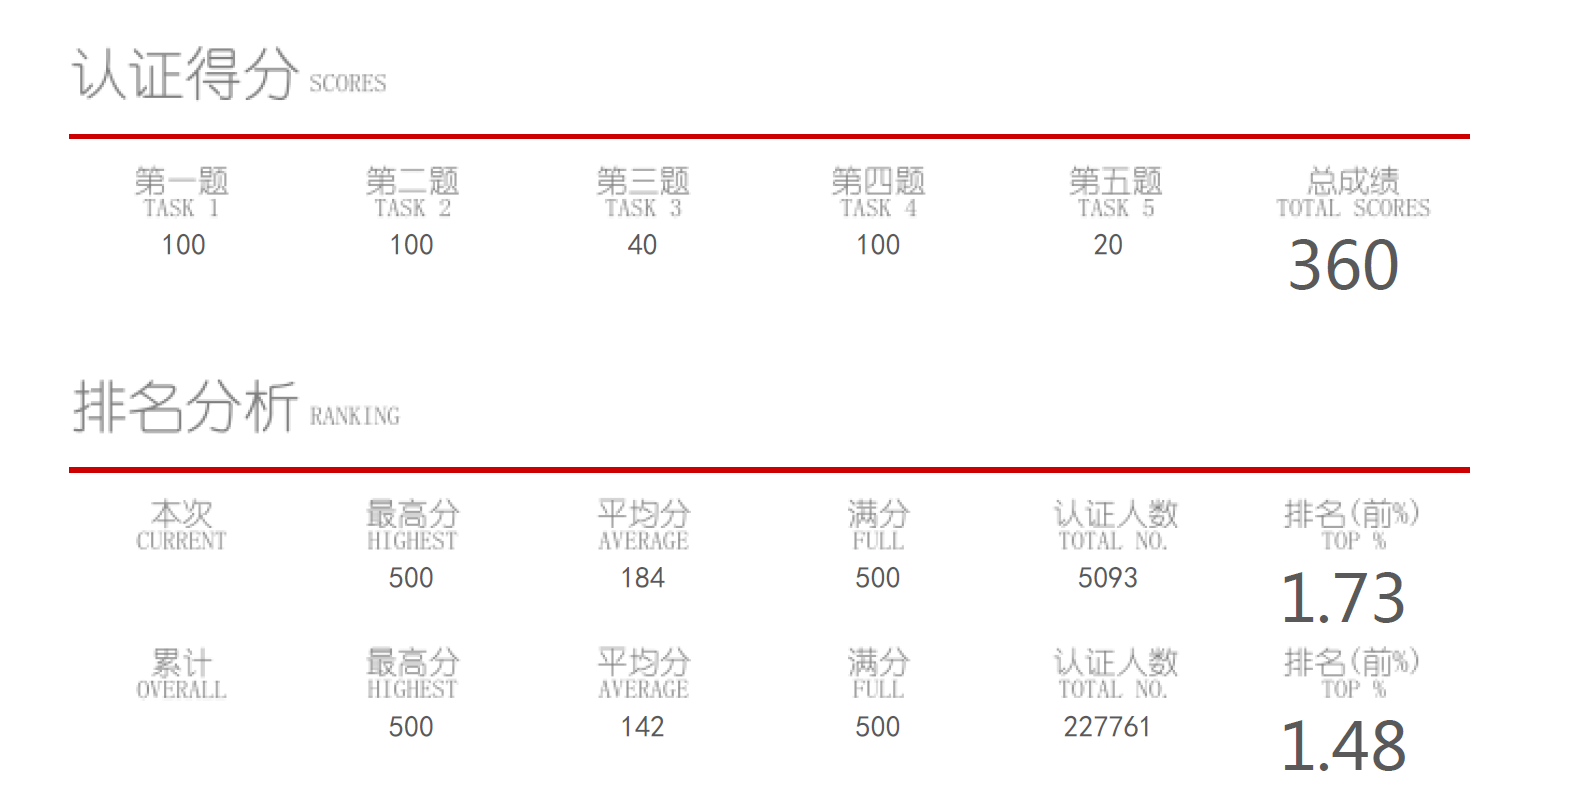 认证得分 SCORES
第一题 第二题 第三题 第四题 第五题 总成绩
TASK 1 TASK 2 TASK 3 TASK 4 TASK 5 TOTAL SCORES
100 100 40 100 20 360
排名分析 RANKING
本次 最高分 平均分 满分 认证人数 排名(前%)
CURRENT HIGHEST AVERAGE FULL TOTAL NO. TOP %
500 184 500 5093 1.73
累计 最高分 平均分 满分 认证人数 排名(前%)
OVERALL HIGHEST AVERAGE FULL TOTAL NO. TOP %
500 142 500 227761 1.48